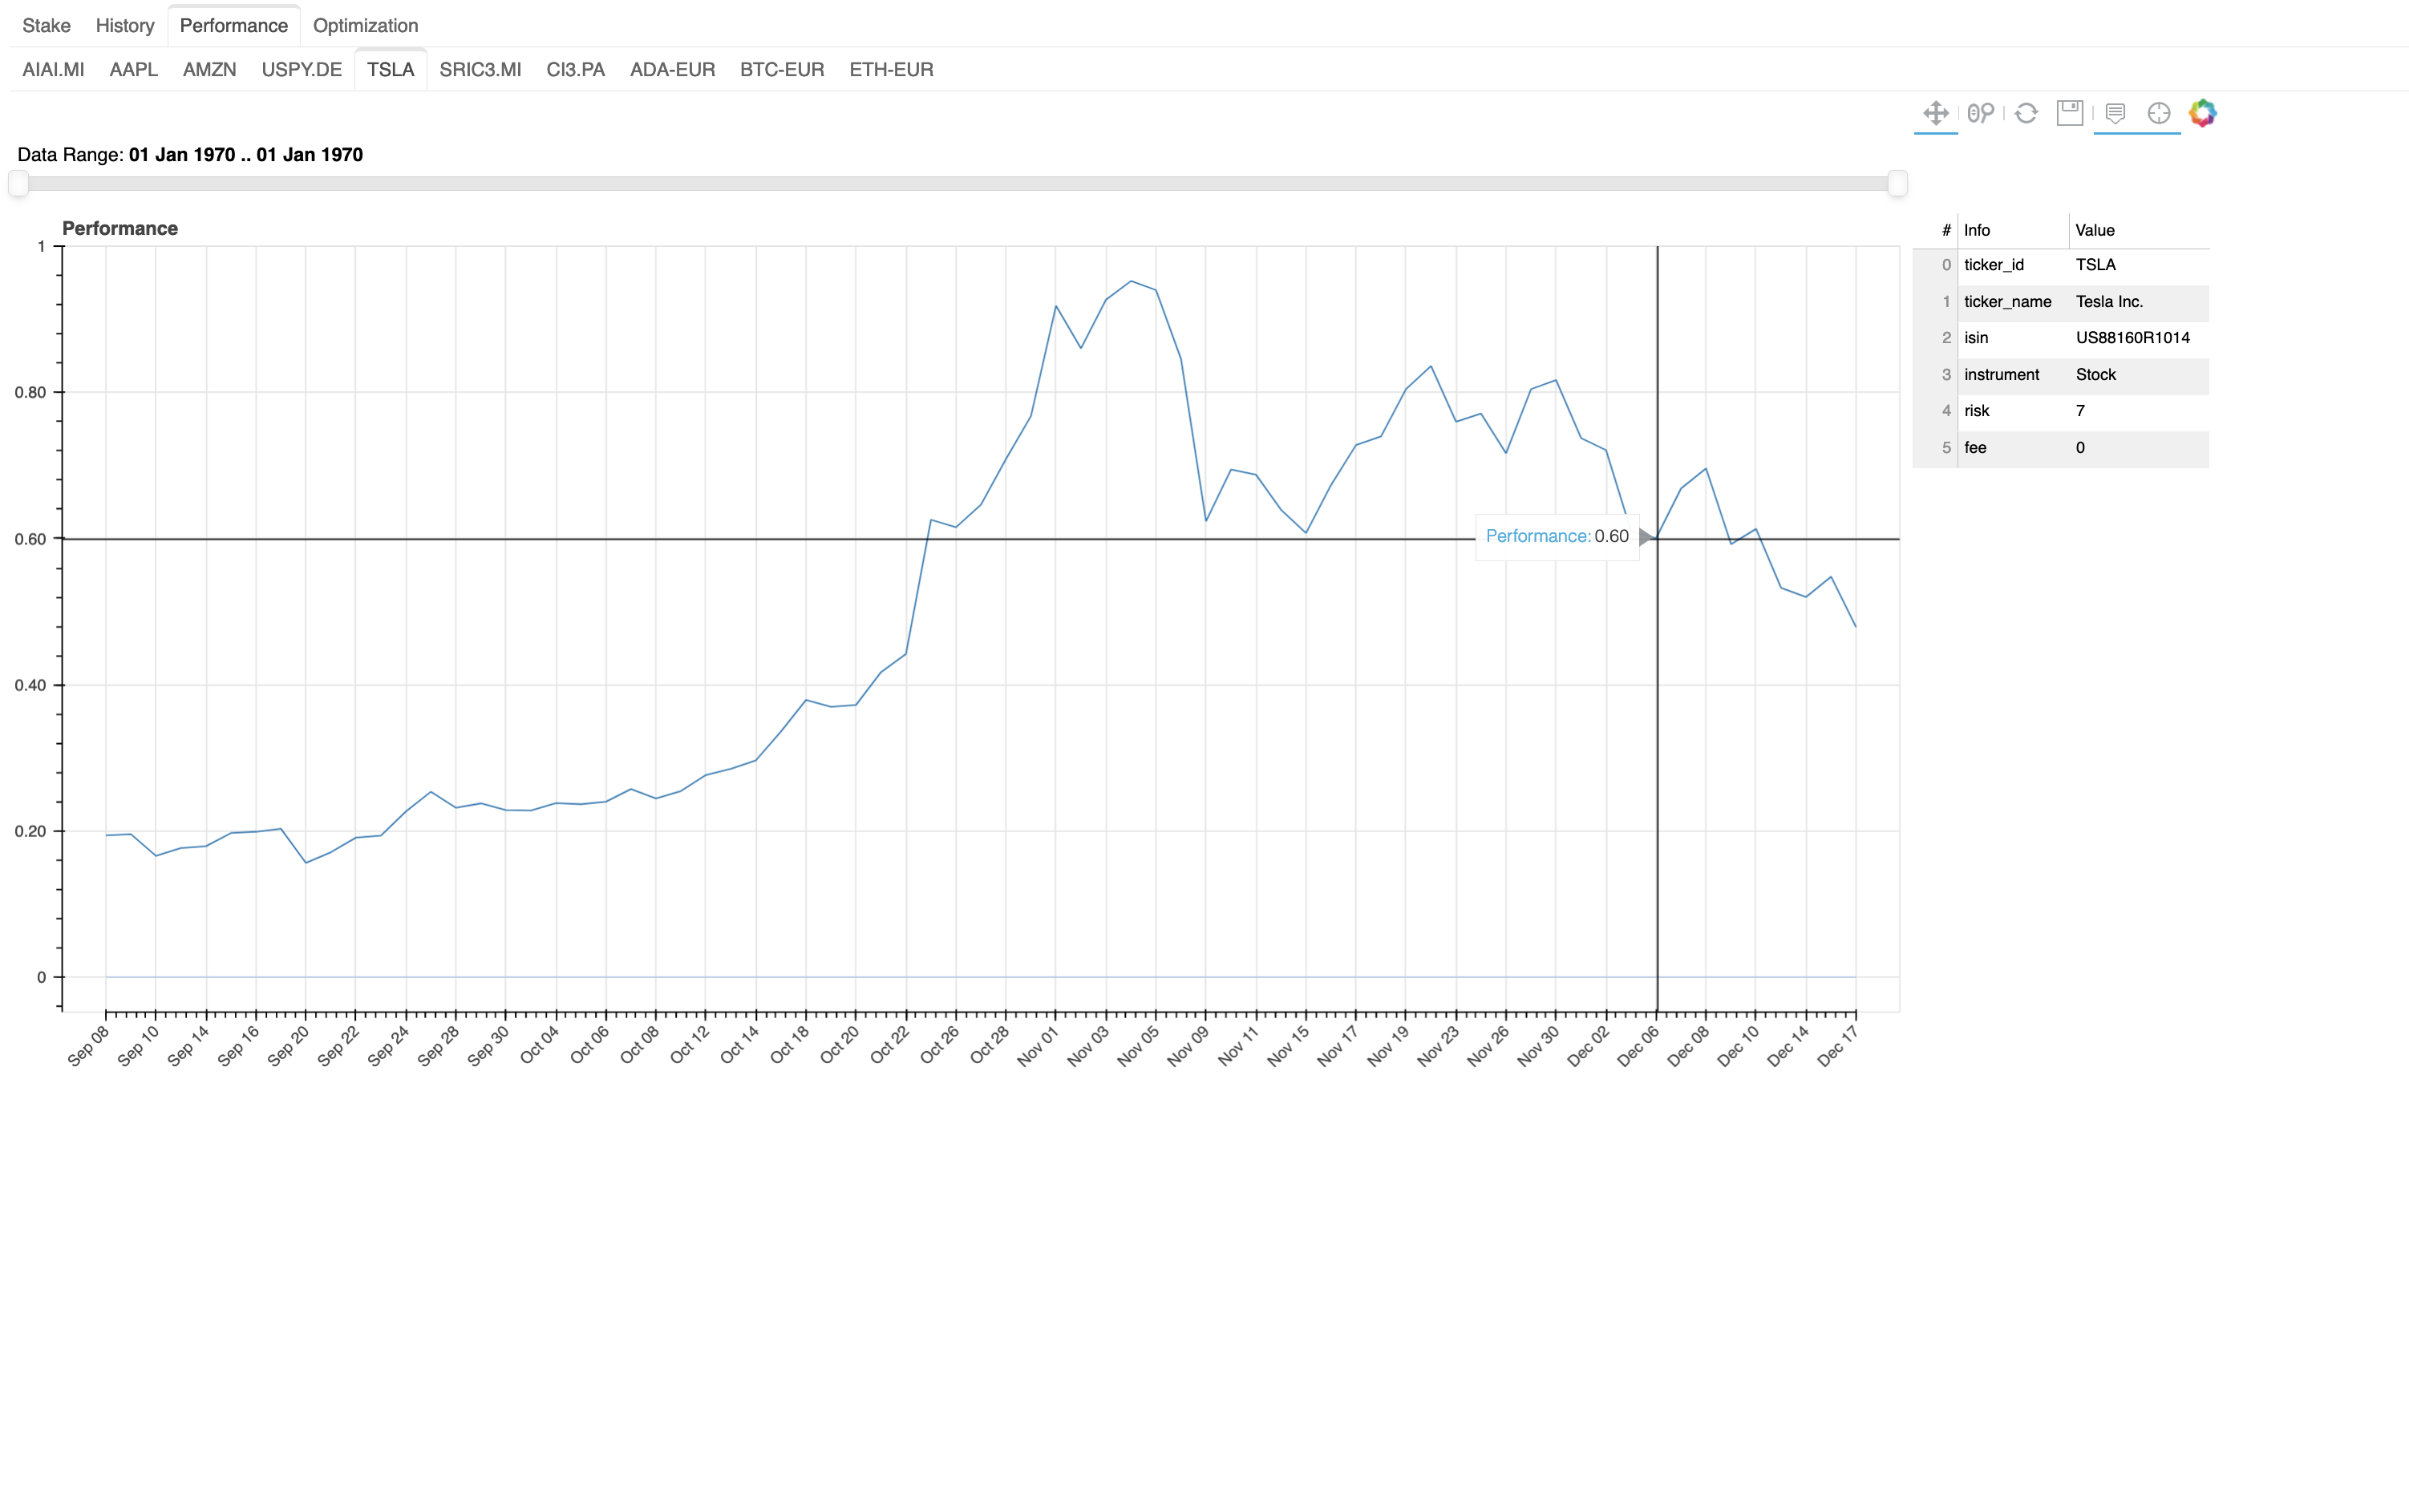 Stake History Performance Optimization
AIAI.MI AAPL AMZN USPY.DE TSLA SRIC3.MI CI3.PA ADA-EUR BTC-EUR ETH-EUR
Data Range: 01 Jan 1970 .. 01 Jan 1970
Performance
1
0.80
0.60
0.40
0.20
0
Performance: 0.60
Sep 08 Sep 10 Sep 14 Sep 16 Sep 20 Sep 22 Sep 24 Sep 28 Sep 30 Oct 04 Oct 06 Oct 08 Oct 12 Oct 14 Oct 18 Oct 20 Oct 22 Oct 26 Oct 28 Nov 01 Nov 03 Nov 05 Nov 09 Nov 11 Nov 15 Nov 17 Nov 19 Nov 23 Nov 26 Nov 30 Dec 02 Dec 06 Dec 08 Dec 10 Dec 14 Dec 17
# Info Value
0 ticker_id TSLA
1 ticker_name Tesla Inc.
2 isin US88160R1014
3 instrument Stock
4 risk 7
5 fee 0